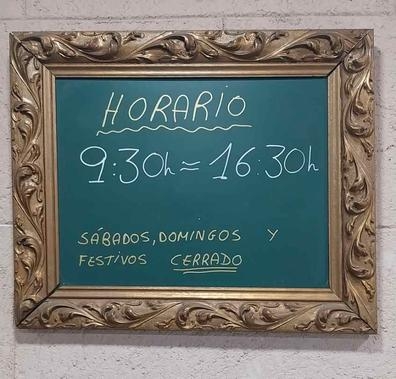 HORARIO
9:30h = 16:30h
SÁBADOS, DOMINGOS Y
FESTIVOS CERRADO